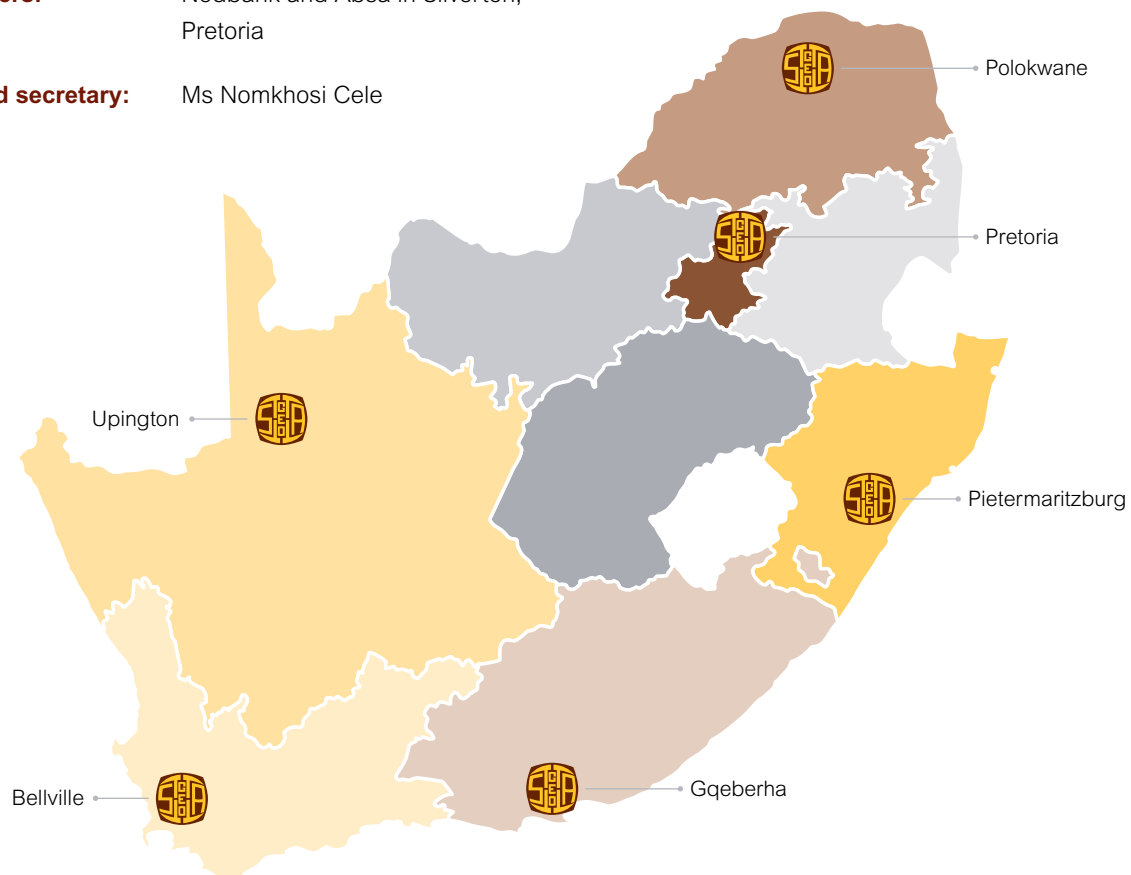 Pretoria
d secretary: Ms Nomkhosi Cele
Polokwane
Pretoria
Upington
Pietermaritzburg
Bellville
Gqeberha